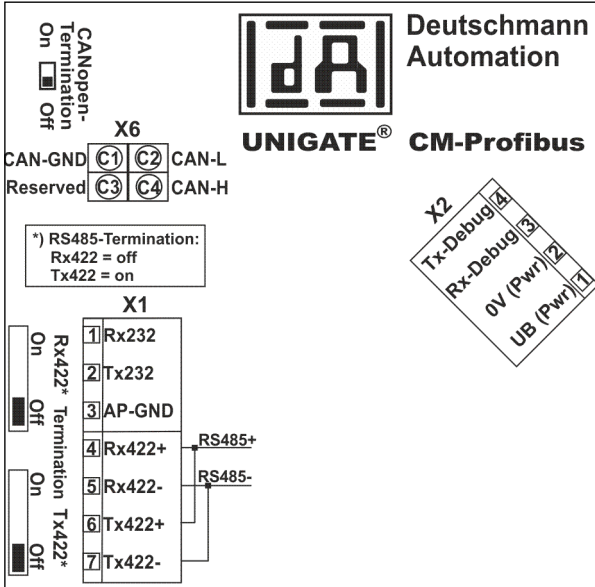 CANopen-
Termination
On Off
dA
Deutschmann
Automation
UNIGATE® CM-Profibus
X6
CAN-GND C1 C2 CAN-L
Reserved C3 C4 CAN-H
X2
Tx-Debug 4
Rx-Debug 3
0V (Pwr) 2
UB (Pwr) 1
*) RS485-Termination:
Rx422 = off
Tx422 = on
X1
1 Rx232
2 Tx232
3 AP-GND
4 Rx422+
5 Rx422-
6 Tx422+
7 Tx422-
RS485+
RS485-
Rx422* Termination Tx422*
On Off
On Off